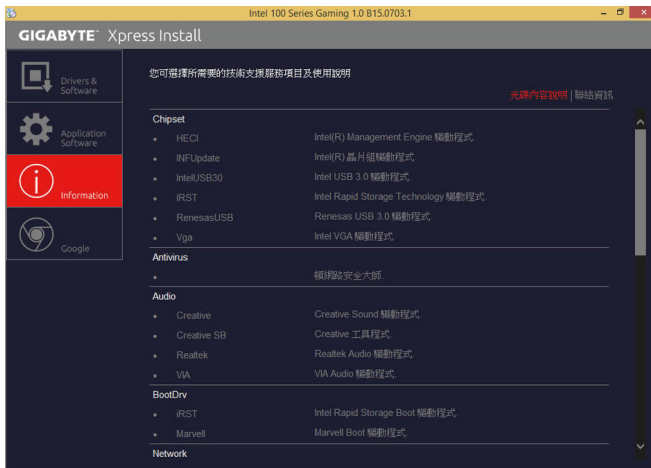 Intel 100 Series Gaming 1.0 B15.0703.1
GIGABYTE™ Xpress Install
Drivers &
Software
Application
Software
Information
Google
您可選擇所需要的技術支援服務項目及使用說明
光碟內容說明 | 聯絡資訊
Chipset
• HECI Intel(R) Management Engine 驅動程式.
• INFUpdate Intel(R) 晶片組驅動程式.
• IntelUSB30 Intel USB 3.0 驅動程式.
• IRST Intel Rapid Storage Technology 驅動程式.
• RenesasUSB Renesas USB 3.0 驅動程式.
• Vga Intel VGA 驅動程式.
Antivirus
• 網路安全大師.
Audio
• Creative Creative Sound 驅動程式.
• Creative SB Creative 工具程式.
• Realtek Realtek Audio 驅動程式.
• VIA VIA Audio 驅動程式.
BootDrv
• iRST Intel Rapid Storage Boot 驅動程式.
• Marvell Marvell Boot 驅動程式.
Network